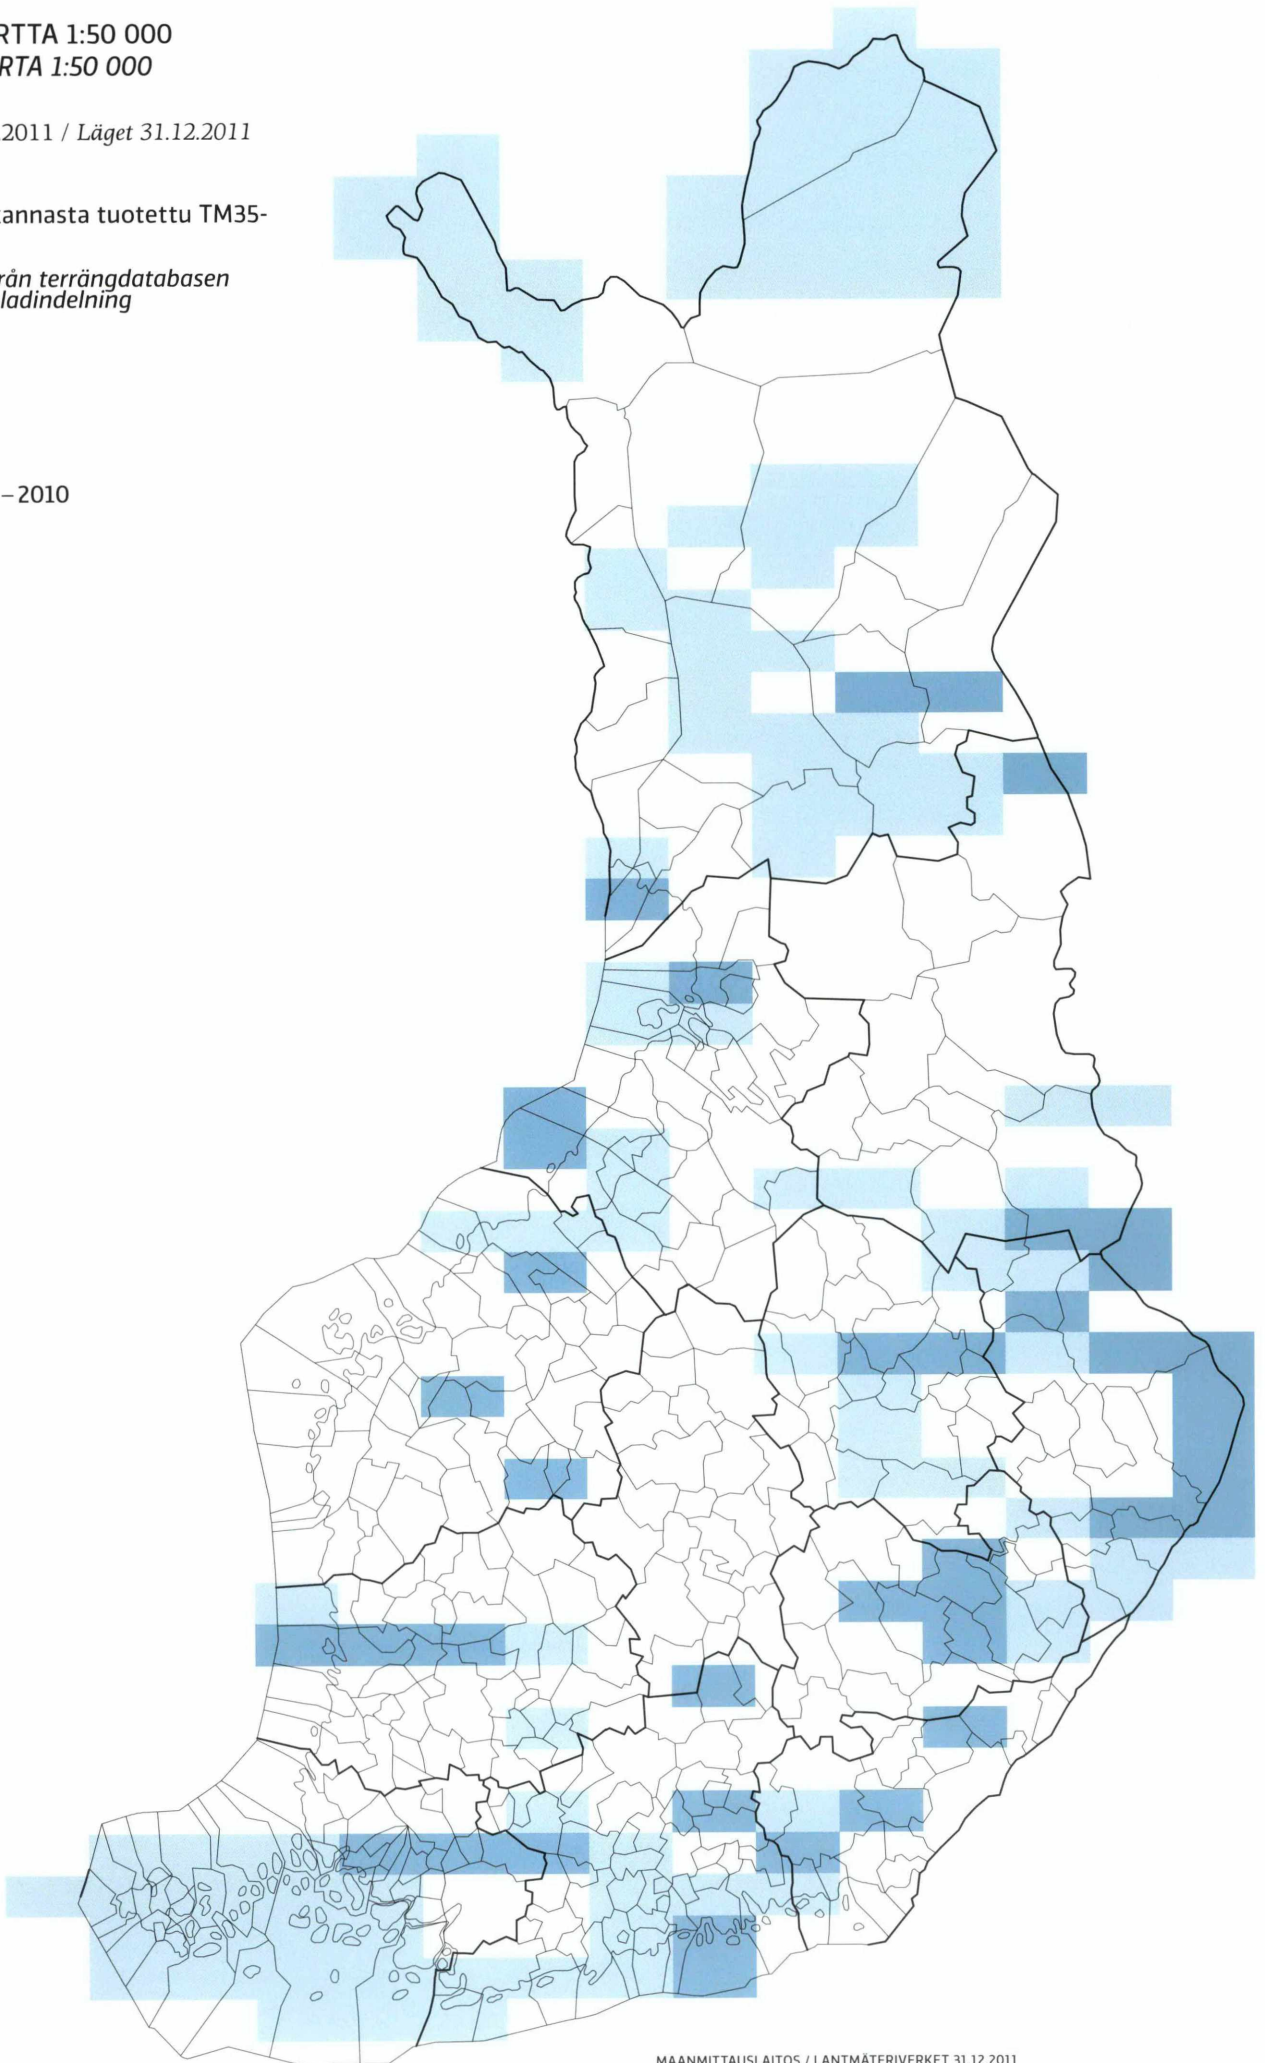 RTTA 1:50 000
RTA 1:50 000
.2011 / Läget 31.12.2011
annasta tuotettu TM35-
rån terrängdatabasen
ladindelning
–2010
MAANMITTAUSLAITOS / LANTMÄTERIVERKET 31.12.2011